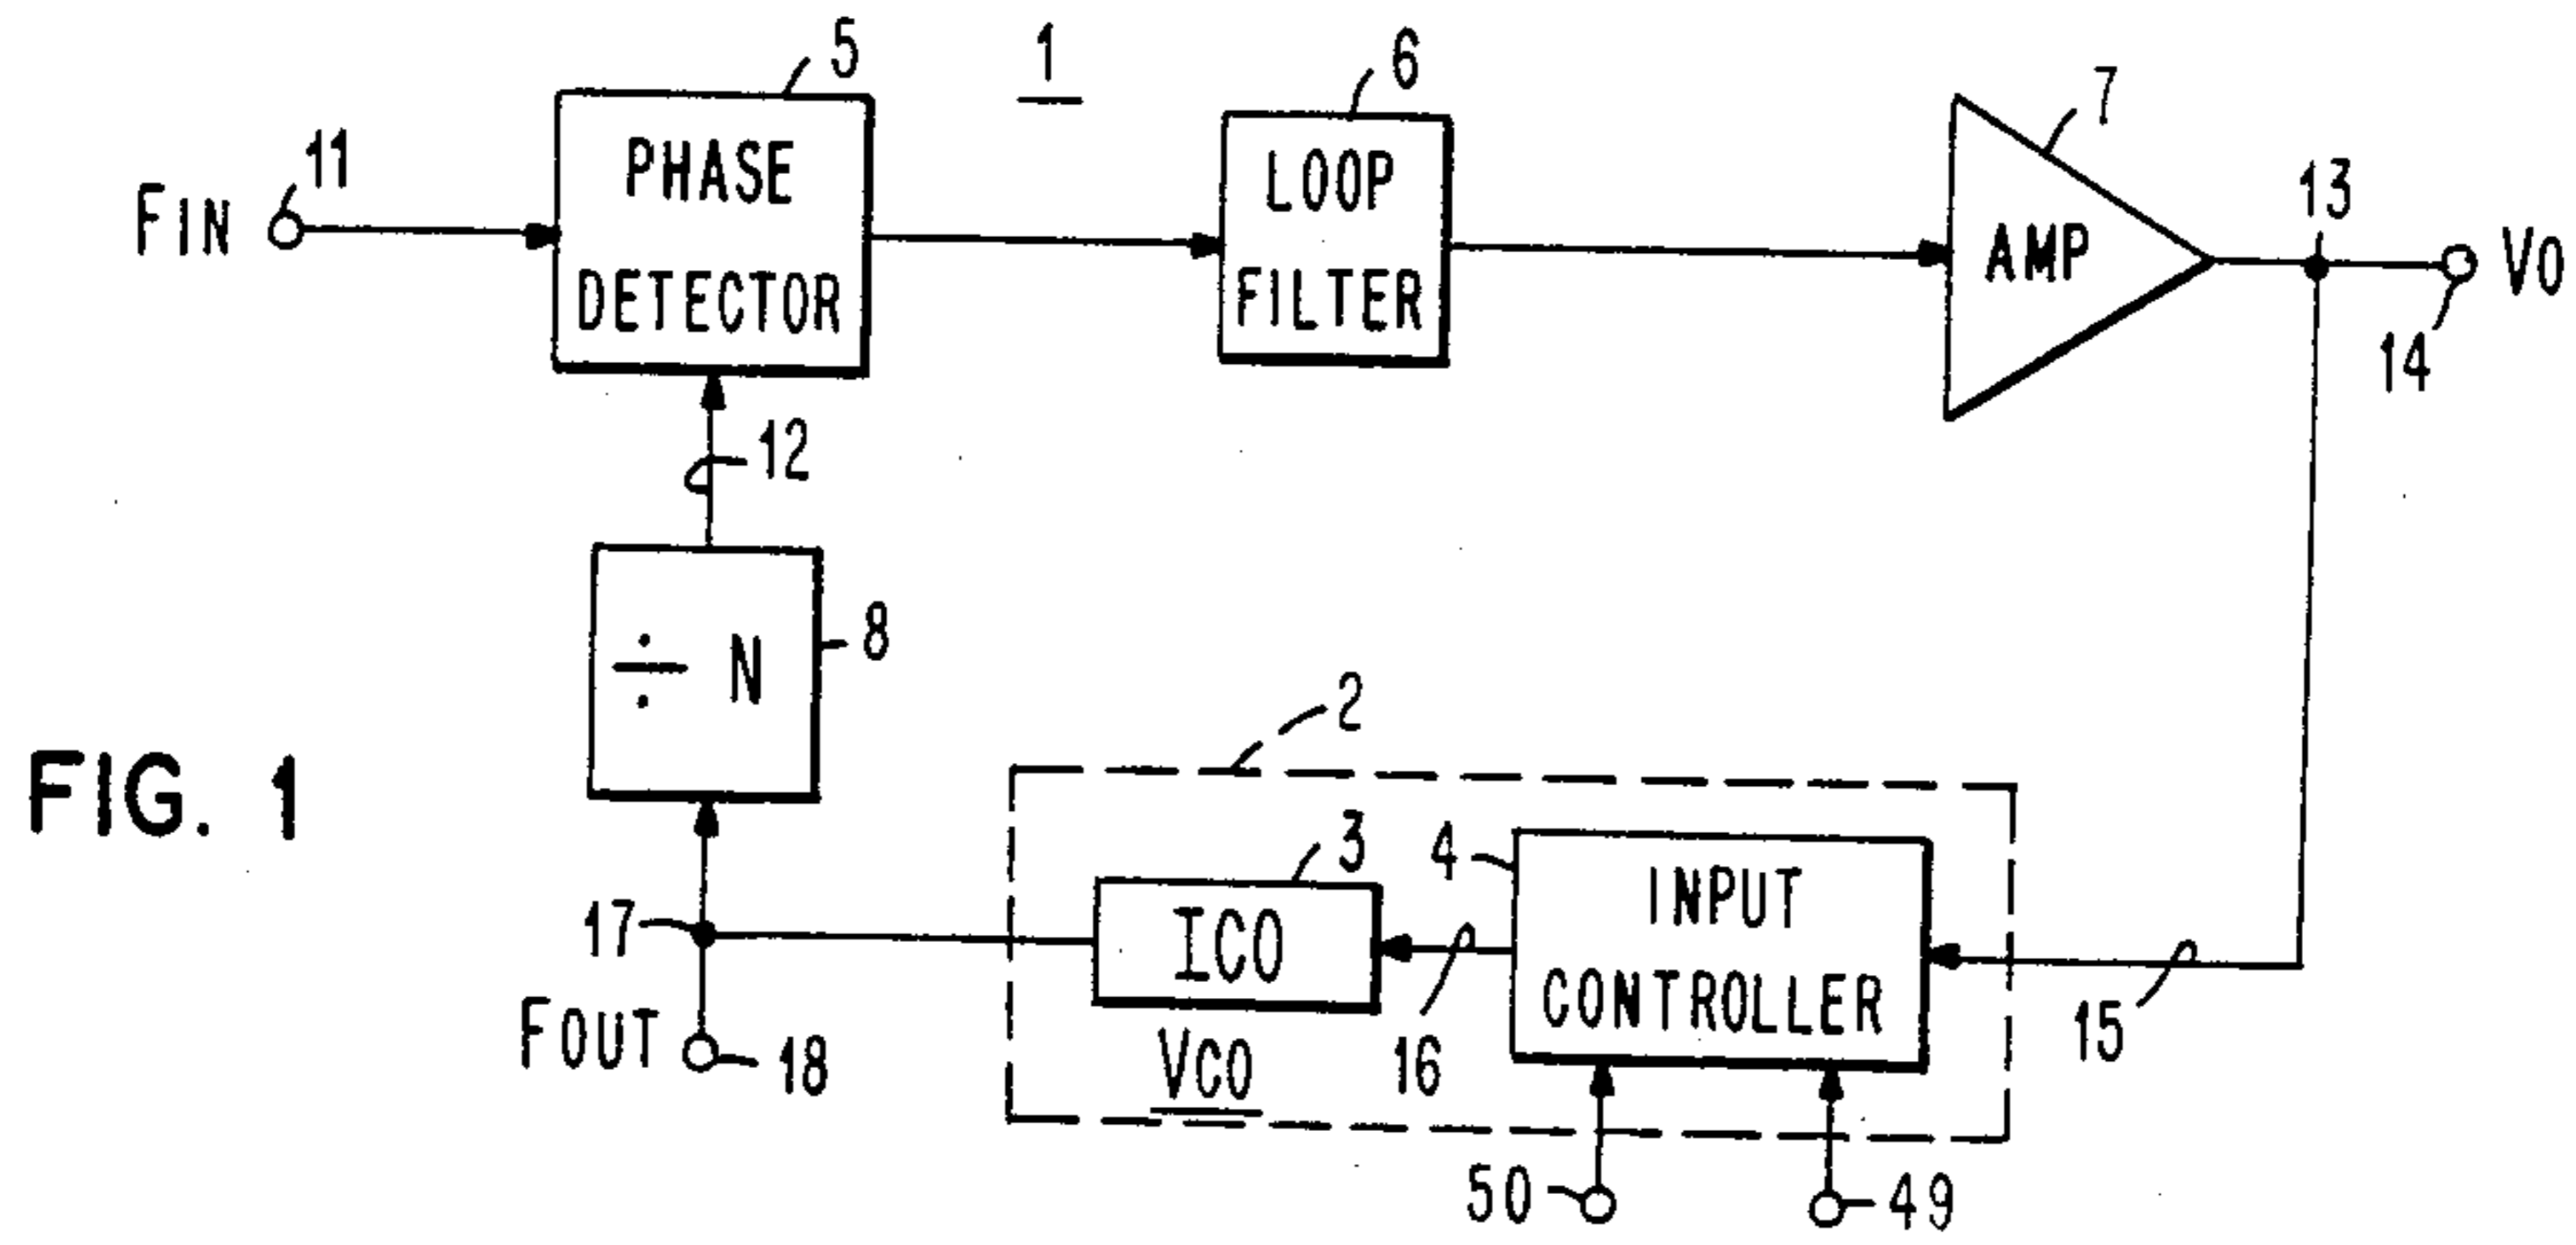 5
1
6
7
11
PHASE
DETECTOR
LOOP
FILTER
AMP
13
FIN
VO
14
12
÷ N
8
2
FIG. 1
3
4
ICO
INPUT
CONTROLLER
17
16
15
FOUT
18
VCO
50
49